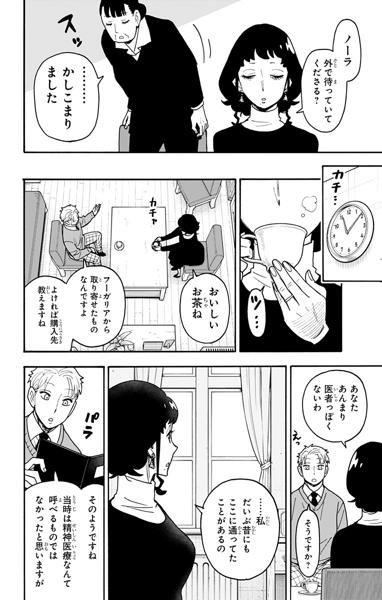 ノーラ
外で待っていて
くださる？
………
かしこまり
ました
カチ…
…
…
カチャ
おいしい
お茶ね
フーガリアから
取り寄せたもの
なんですよ
よければ購入先
教えますね
あなた
あんまり
医者っぽく
ないわ
えっ
そうですか？
……私
だいぶ昔にも
ここに通ってた
ことがあるの
パラ
そのようですね
当時は精神医療なんて
呼べるものでは
なかったと思いますが